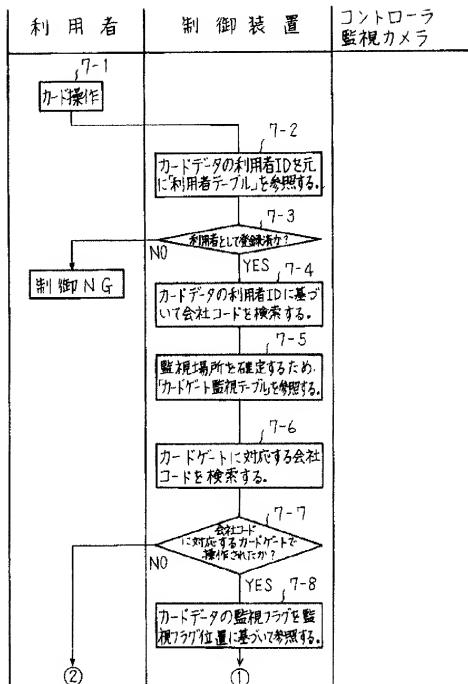 利用者
制御装置
コントローラ
監視カメラ
7-1
カード操作
7-2
カードデータの利用者IDを元
に「利用者テーブル」を参照する。
7-3
利用者として登録済か?
NO
YES
制御NG
7-4
カードデータの利用者IDに基づ
いて会社コードを検索する。
7-5
監視場所を確定するため、
「カードゲート監視テーブル」を参照する。
7-6
カードゲートに対応する会社
コードを検索する。
7-7
会社コード
に対応するカードゲートで
操作されたか?
NO
YES
7-8
カードデータの監視フラグを監
視フラグ位置に基づいて参照する。
②
①